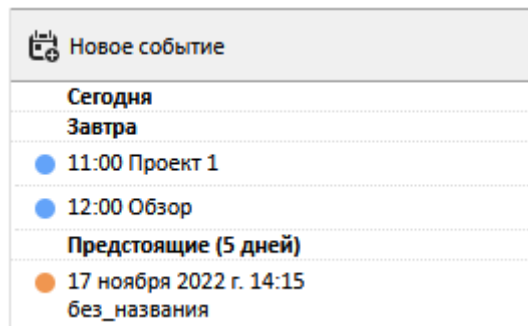 Новое событие
Сегодня
Завтра
11:00 Проект 1
12:00 Обзор
Предстоящие (5 дней)
17 ноября 2022 г. 14:15
без_названия